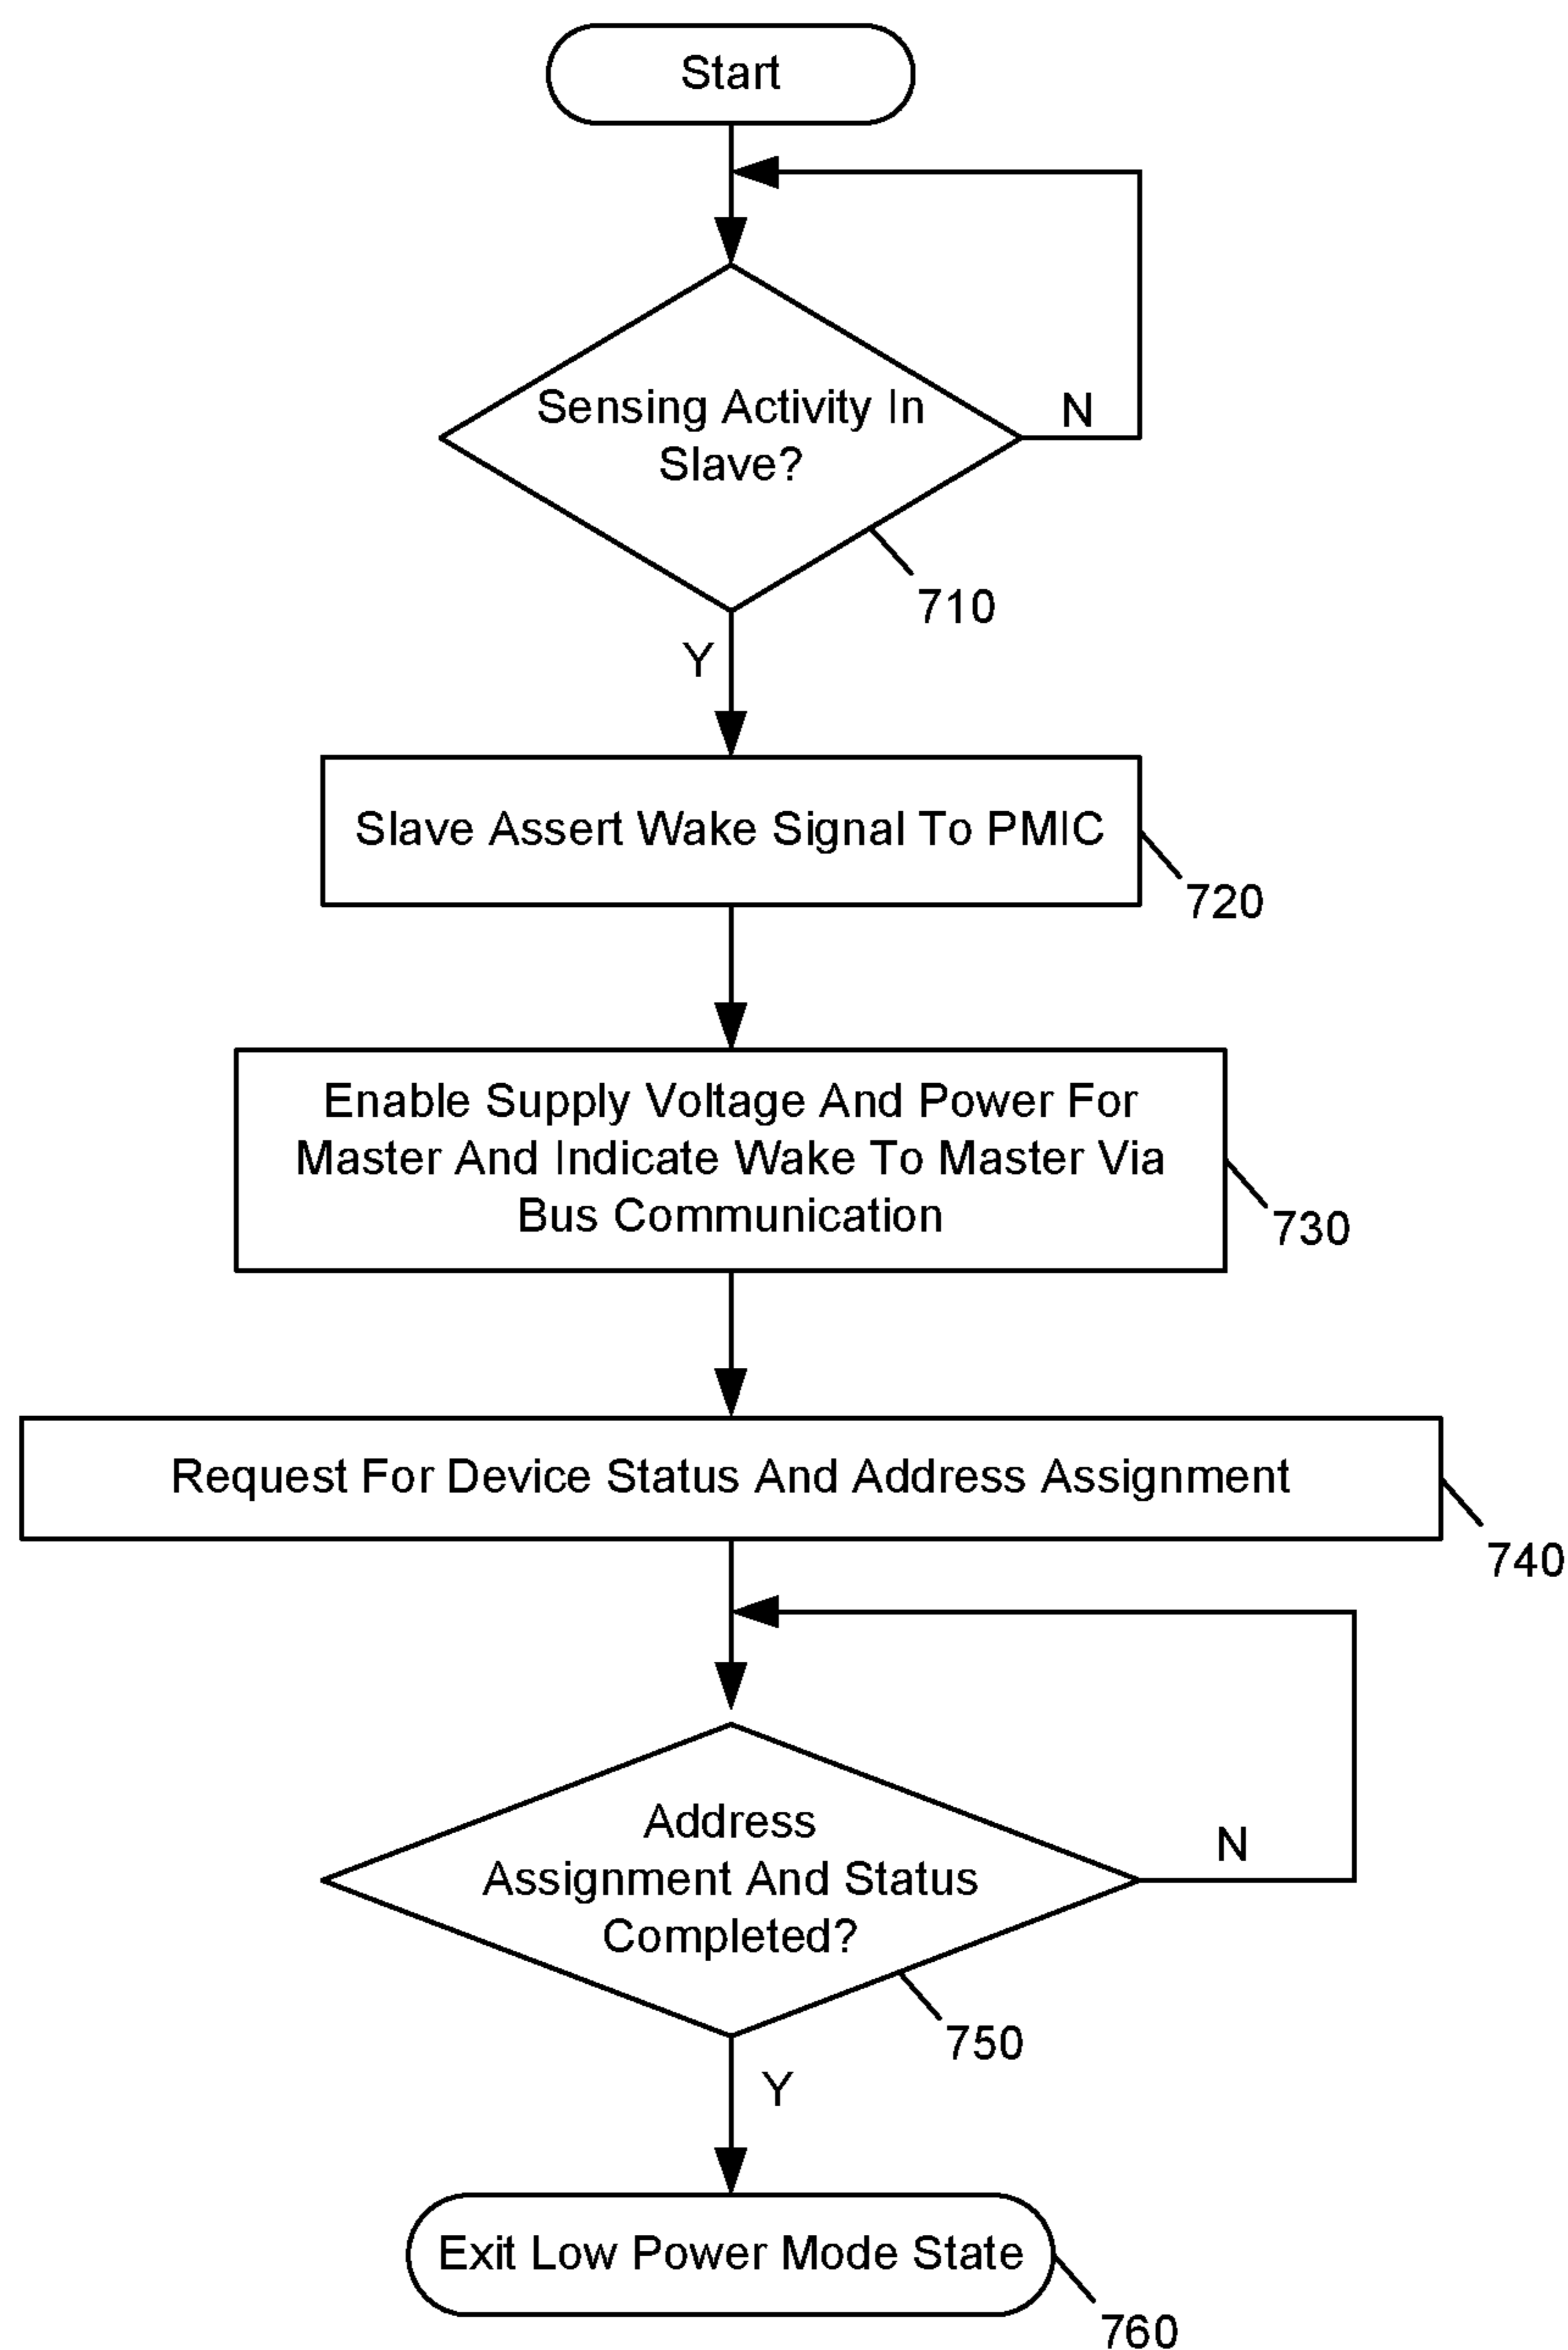 Start
Sensing Activity In
Slave?
N
710
Y
Slave Assert Wake Signal To PMIC
720
Enable Supply Voltage And Power For
Master And Indicate Wake To Master Via
Bus Communication
730
Request For Device Status And Address Assignment
740
Address
Assignment And Status
Completed?
N
750
Y
Exit Low Power Mode State
760